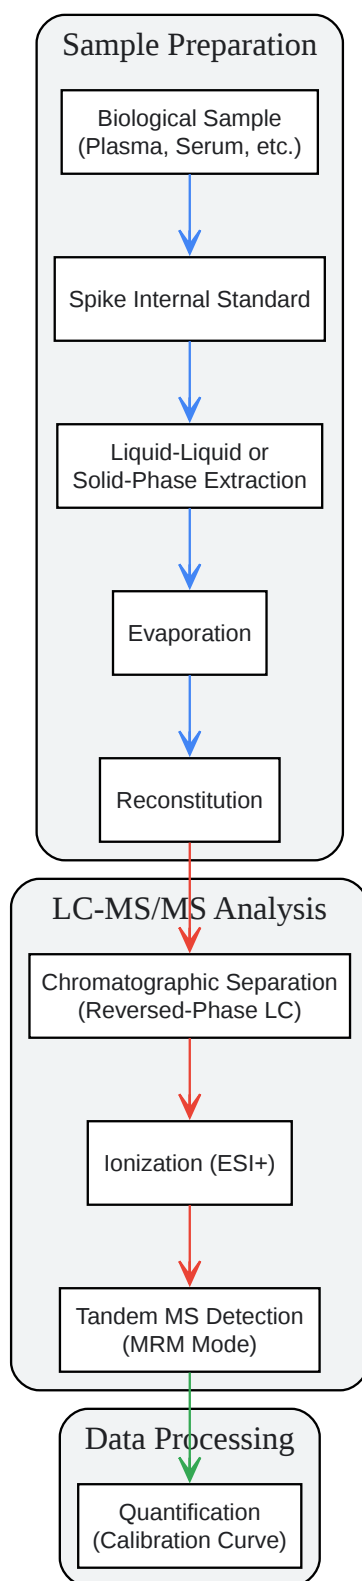 Sample Preparation
Biological Sample
(Plasma, Serum, etc.)
Spike Internal Standard
Liquid-Liquid or
Solid-Phase Extraction
Evaporation
Reconstitution
LC-MS/MS Analysis
Chromatographic Separation
(Reversed-Phase LC)
Ionization (ESI+)
Tandem MS Detection
(MRM Mode)
Data Processing
Quantification
(Calibration Curve)